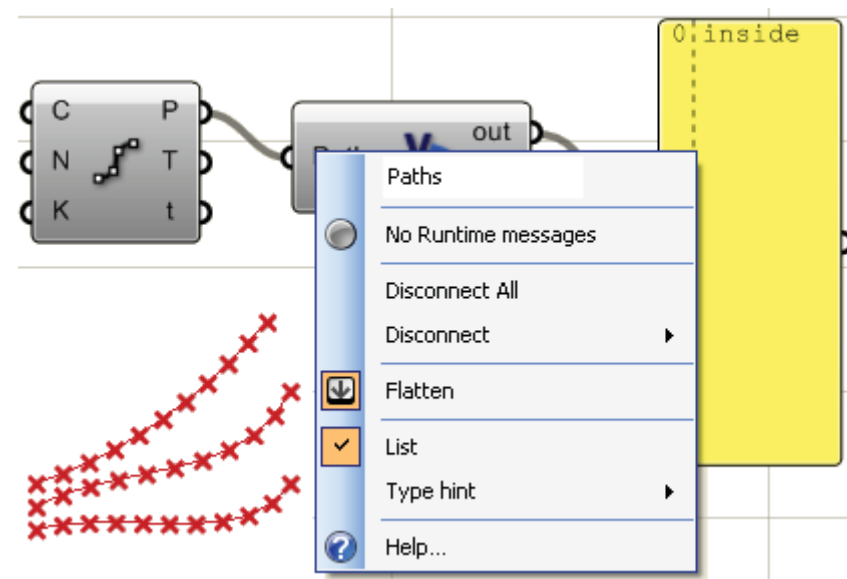 0 inside
C P
N T
K t
out
Paths
No Runtime messages
Disconnect All
Disconnect
Flatten
List
Type hint
Help...